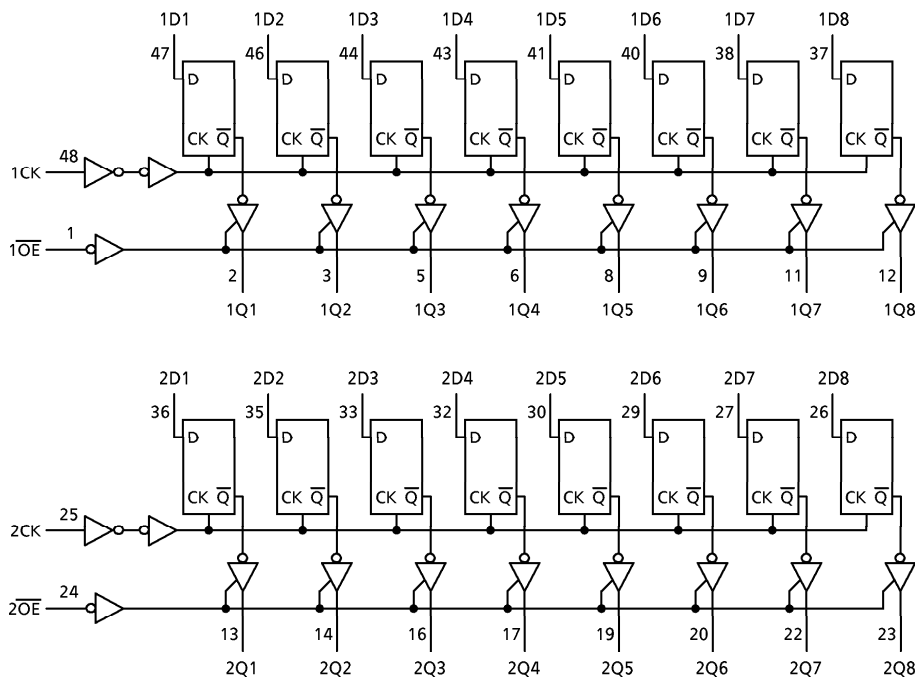 1D1 1D2 1D3 1D4 1D5 1D6 1D7 1D8
47 46 44 43 41 40 38 37
D D D D D D D D
CK Q̅ CK Q̅ CK Q̅ CK Q̅ CK Q̅ CK Q̅ CK Q̅ CK Q̅
48
1CK
1
1O̅E̅
2 3 5 6 8 9 11 12
1Q1 1Q2 1Q3 1Q4 1Q5 1Q6 1Q7 1Q8
2D1 2D2 2D3 2D4 2D5 2D6 2D7 2D8
36 35 33 32 30 29 27 26
D D D D D D D D
CK Q̅ CK Q̅ CK Q̅ CK Q̅ CK Q̅ CK Q̅ CK Q̅ CK Q̅
25
2CK
24
2O̅E̅
13 14 16 17 19 20 22 23
2Q1 2Q2 2Q3 2Q4 2Q5 2Q6 2Q7 2Q8